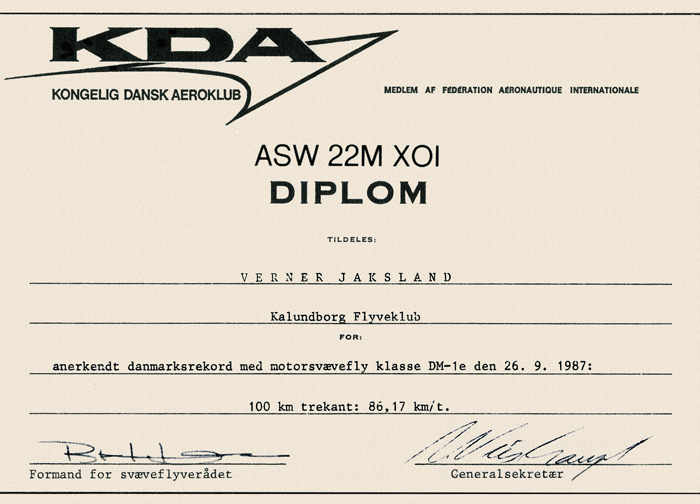 KDA
KONGELIG DANSK AEROKLUB
MEDLEM AF FÉDÉRATION AÉRONAUTIQUE INTERNATIONALE
ASW 22M XOI
DIPLOM
TILDELES:
VERNER JAKSLAND
Kalundborg Flyveklub
FOR:
anerkendt danmarksrekord med motorsvævefly klasse DM-1e den 26. 9. 1987:
100 km trekant: 86,17 km/t.
Formand for svæveflyverådet
Generalsekretær